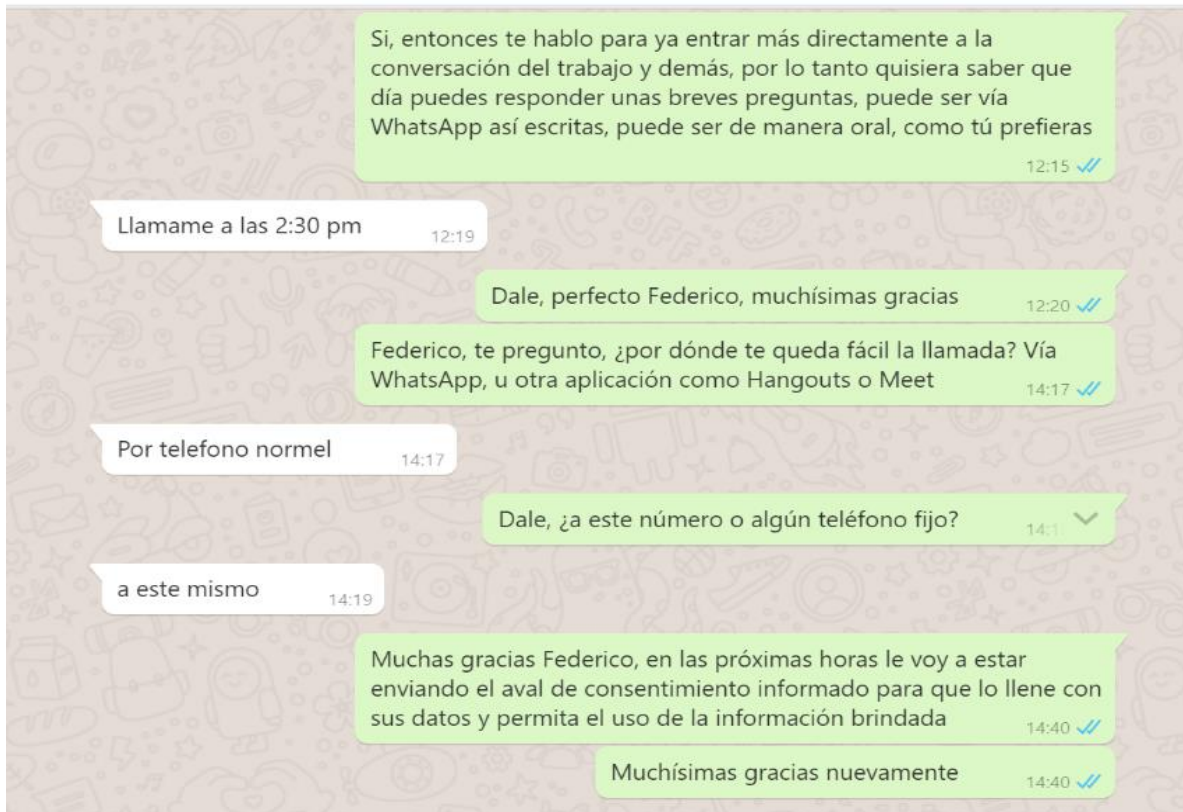 Si, entonces te hablo para ya entrar más directamente a la
conversación del trabajo y demás, por lo tanto quisiera saber que
día puedes responder unas breves preguntas, puede ser vía
WhatsApp así escritas, puede ser de manera oral, como tú prefieras
12:15
Llamame a las 2:30 pm 12:19
Dale, perfecto Federico, muchísimas gracias 12:20
Federico, te pregunto, ¿por dónde te queda fácil la llamada? Vía
WhatsApp, u otra aplicación como Hangouts o Meet 14:17
Por telefono normel 14:17
Dale, ¿a este número o algún teléfono fijo?
a este mismo 14:19
Muchas gracias Federico, en las próximas horas le voy a estar
enviando el aval de consentimiento informado para que lo llene con
sus datos y permita el uso de la información brindada 14:40
Muchísimas gracias nuevamente 14:40